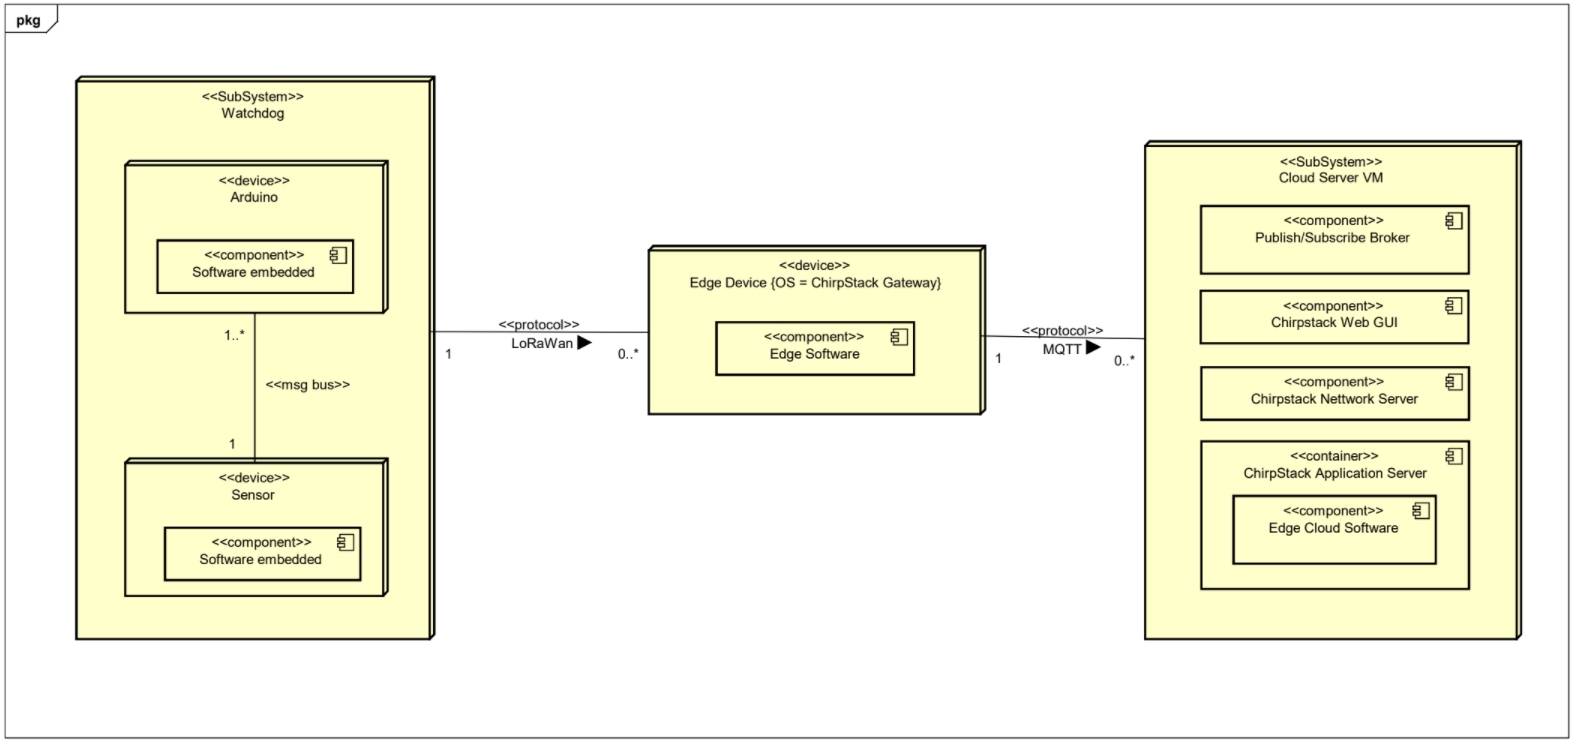 pkg
<<SubSystem>>
Watchdog
<<device>>
Arduino
<<component>>
Software embedded
1..*
<<msg bus>>
1
<<device>>
Sensor
<<component>>
Software embedded
<<protocol>>
LoRaWan
1
0..*
<<device>>
Edge Device {OS = ChirpStack Gateway}
<<component>>
Edge Software
<<protocol>>
MQTT
1
0..*
<<SubSystem>>
Cloud Server VM
<<component>>
Publish/Subscribe Broker
<<component>>
Chirpstack Web GUI
<<component>>
Chirpstack Nettwork Server
<<container>>
ChirpStack Application Server
<<component>>
Edge Cloud Software